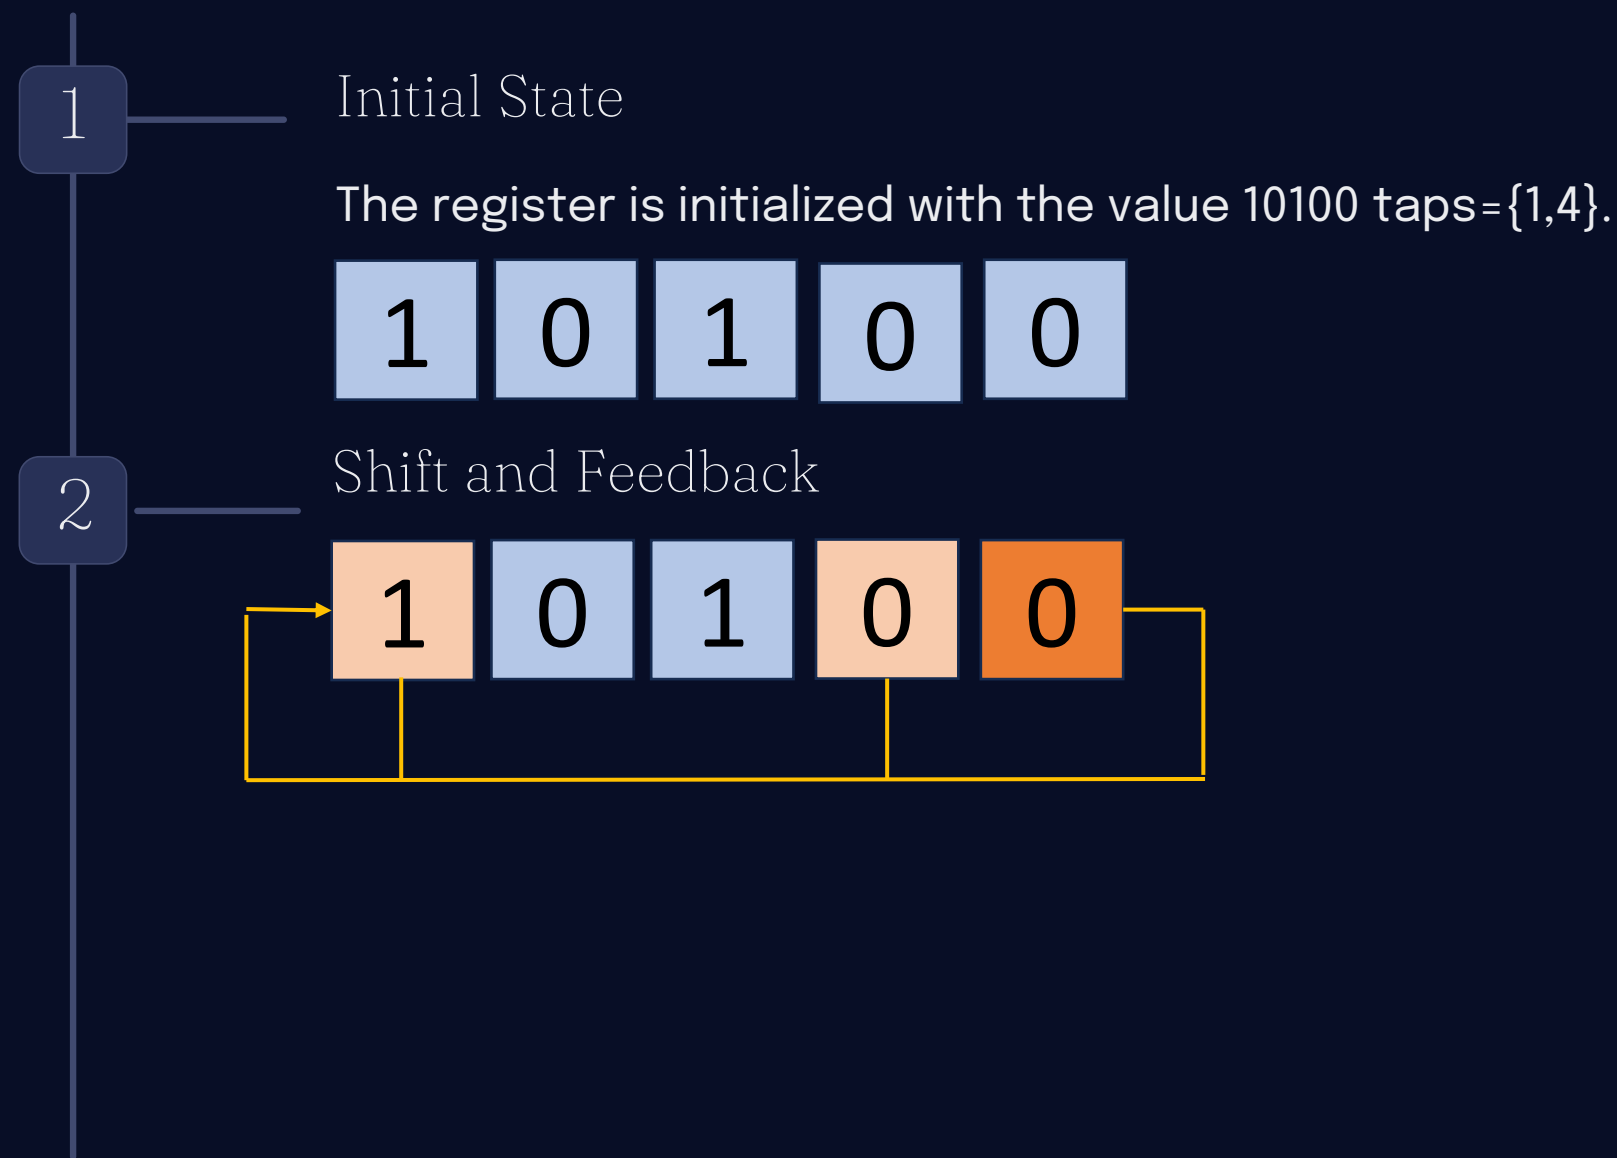 1
Initial State
The register is initialized with the value 10100 taps={1,4}.
1 0 1 0 0
2
Shift and Feedback
1 0 1 0 0